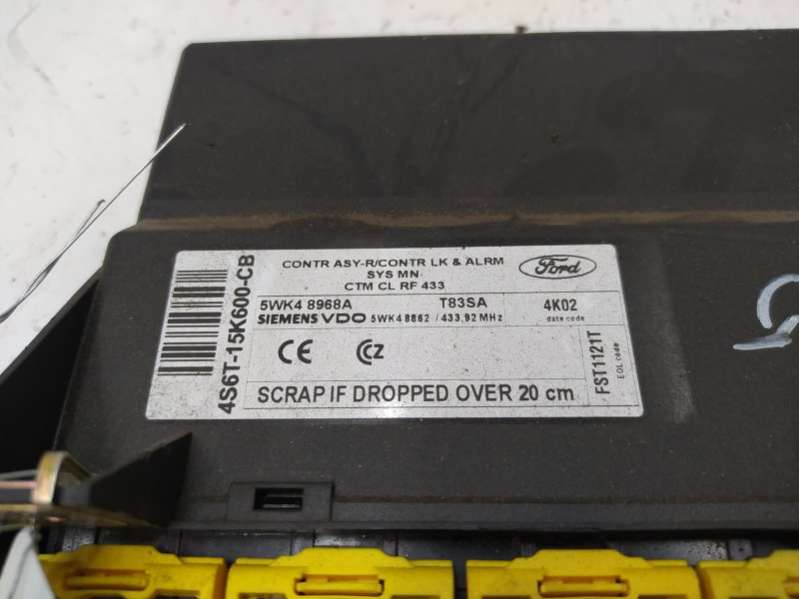 CONTR ASY-R/CONTR LK & ALRM
SYS MN-
CTM CL RF 433
Ford
5WK4 8968A T83SA 4K02
SIEMENS VDO 5WK4 8862 / 433,92 MHz date code
CE CZ
SCRAP IF DROPPED OVER 20 cm
4S6T-15K600-CB
FST1121T
EOL code